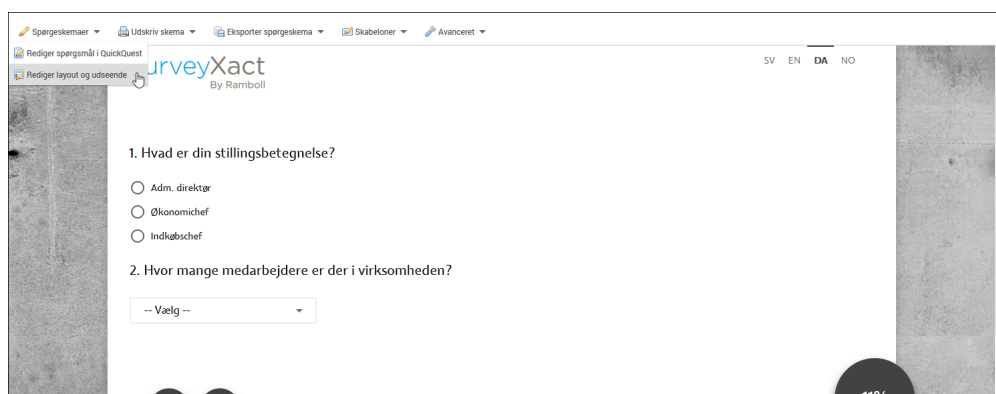 Spørgeskemaer Udskriv skema Eksporter spørgeskema Skabeloner Avanceret
Rediger spørgsmål i QuickQuest
Rediger layout og udseende
urveyXact
By Ramboll
SV EN DA NO
1. Hvad er din stillingsbetegnelse?
Adm. direktør
Økonomichef
Indkøbschef
2. Hvor mange medarbejdere er der i virksomheden?
-- Vælg --